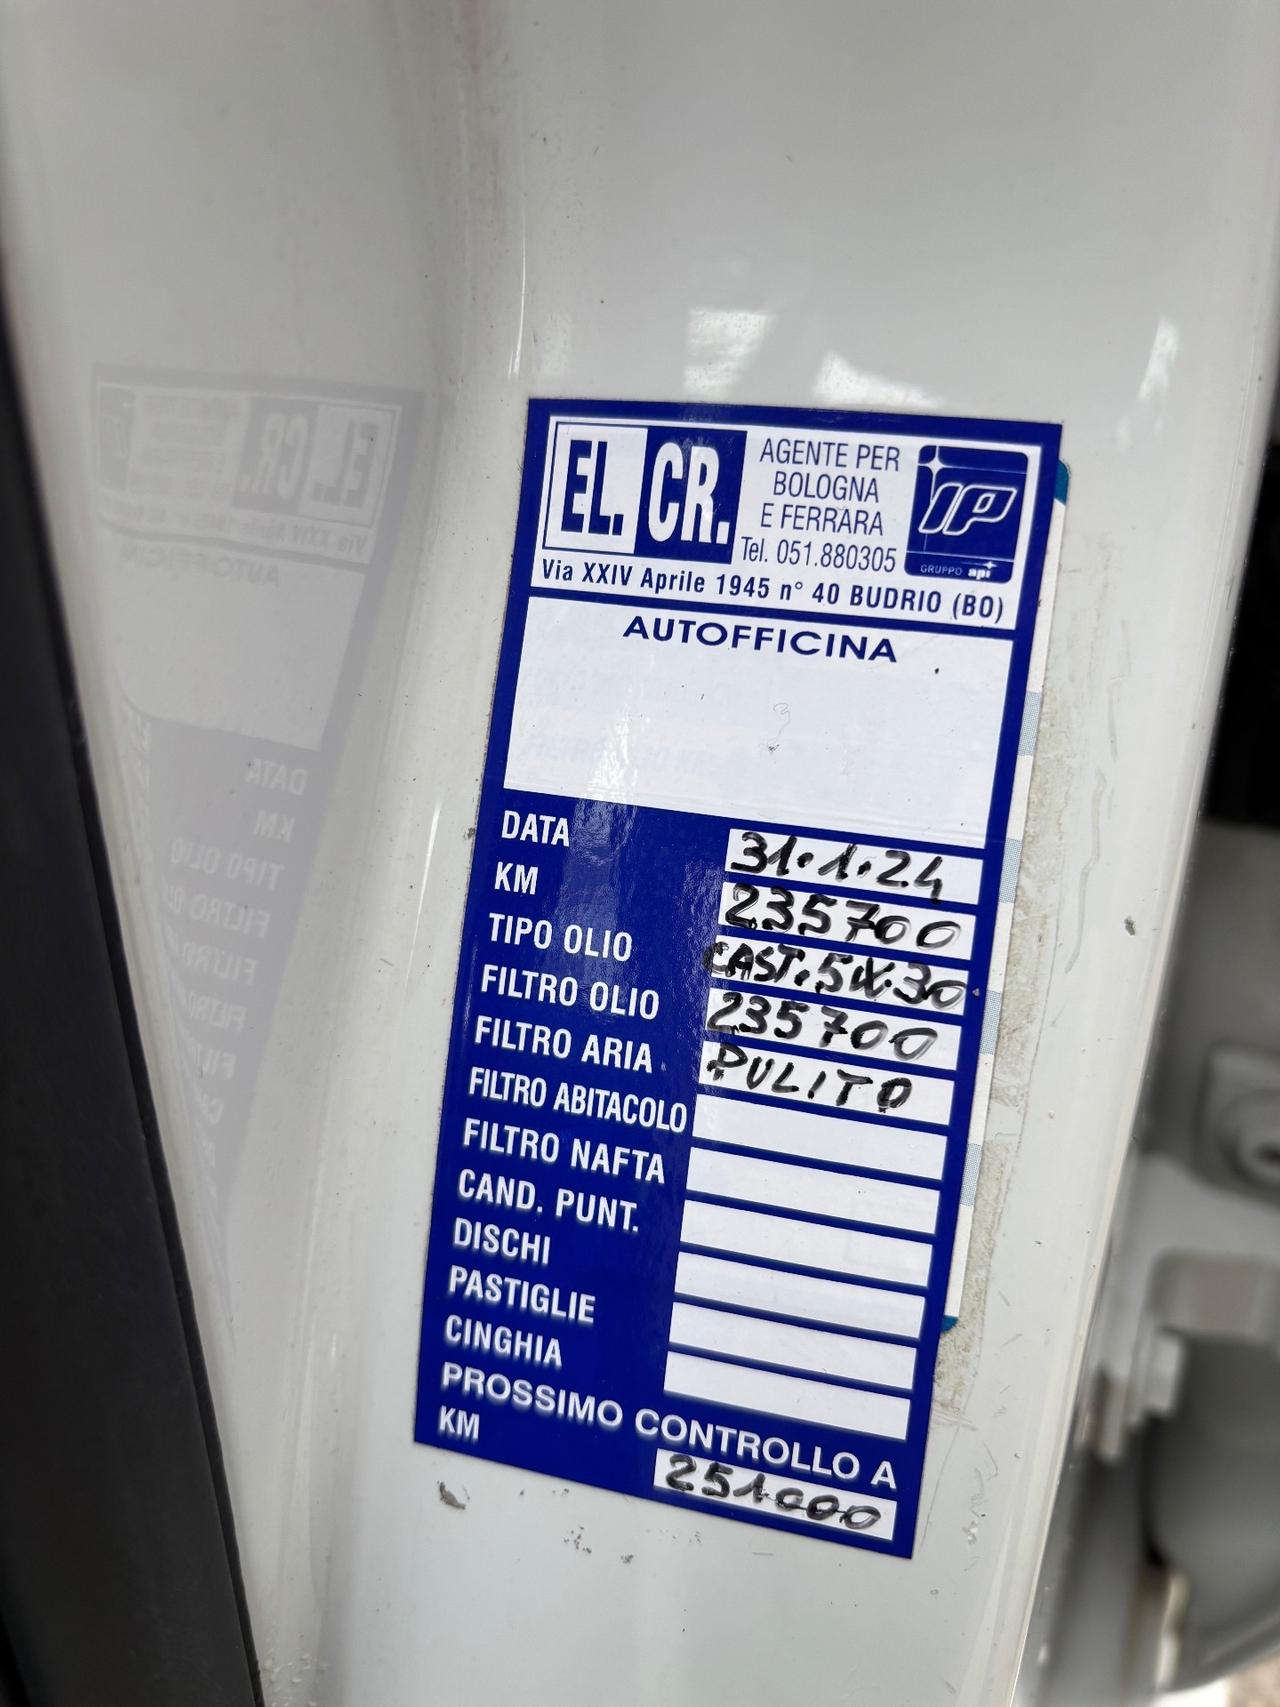 EL. CR.
AGENTE PER
BOLOGNA
E FERRARA
Tel. 051.880305
IP
GRUPPO api
Via XXIV Aprile 1945 n° 40 BUDRIO (BO)
AUTOFFICINA
DATA 31.1.24
KM 235700
TIPO OLIO CAST. 5W.30
FILTRO OLIO 235700
FILTRO ARIA PULITO
FILTRO ABITACOLO
FILTRO NAFTA
CAND. PUNT.
DISCHI
PASTIGLIE
CINGHIA
PROSSIMO CONTROLLO A
KM 251000